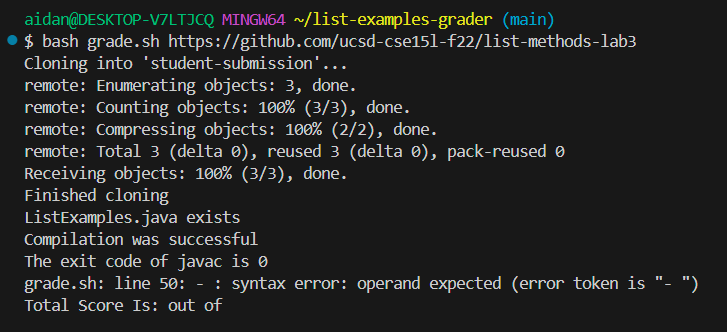 aidan@DESKTOP-V7LTJCQ MINGW64 ~/list-examples-grader (main)
$ bash grade.sh https://github.com/ucsd-cse15l-f22/list-methods-lab3
Cloning into 'student-submission'...
remote: Enumerating objects: 3, done.
remote: Counting objects: 100% (3/3), done.
remote: Compressing objects: 100% (2/2), done.
remote: Total 3 (delta 0), reused 3 (delta 0), pack-reused 0
Receiving objects: 100% (3/3), done.
Finished cloning
ListExamples.java exists
Compilation was successful
The exit code of javac is 0
grade.sh: line 50: - : syntax error: operand expected (error token is "- ")
Total Score Is: out of